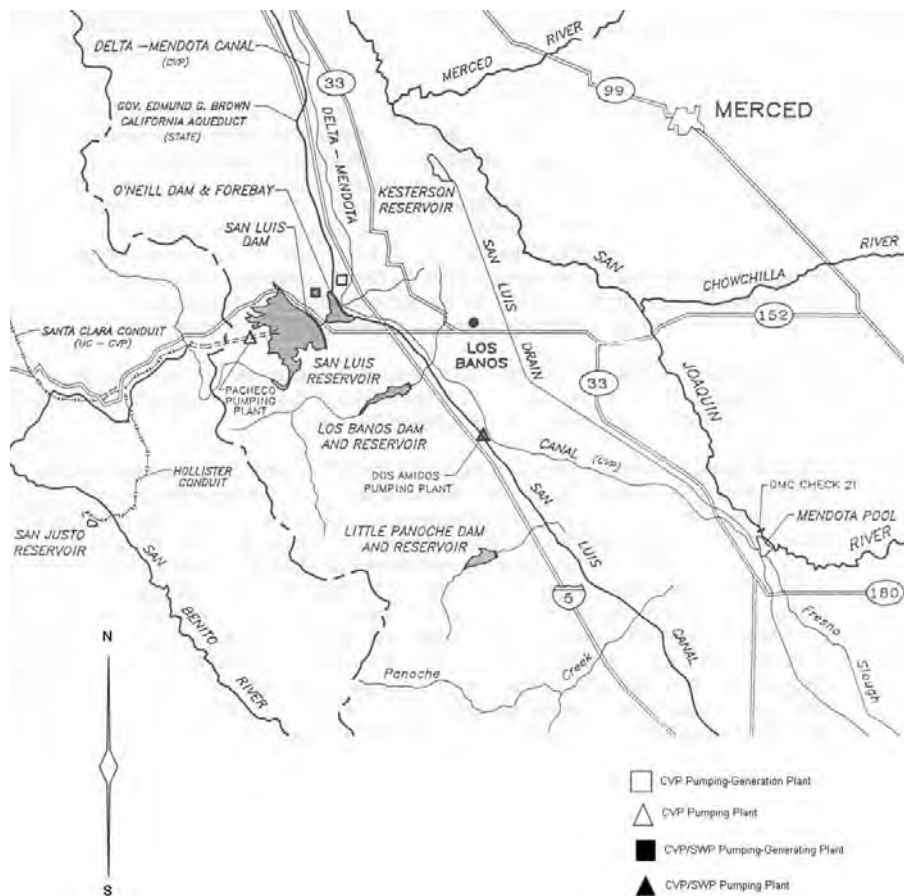 DELTA-MENDOTA CANAL
(CVP)
GOV. EDMUND G. BROWN
CALIFORNIA AQUEDUCT
(STATE)
O'NEILL DAM & FOREBAY
SAN LUIS
DAM
33
DELTA-MENDOTA
MERCED
RIVER
99
MERCED
KESTERSON
RESERVOIR
SAN
LUIS
DRAIN
SAN
JOAQUIN
RIVER
CHOWCHILLA
RIVER
152
SANTA CLARA CONDUIT
(UC-CVP)
LOS
BANOS
SAN LUIS
RESERVOIR
PACHECO
PUMPING
PLANT
33
LOS BANOS DAM
AND RESERVOIR
CANAL (CVP)
DOS AMIGOS
PUMPING PLANT
HOLLISTER
CONDUIT
DMC CHECK 21
MENDOTA POOL
SAN JUSTO
RESERVOIR
SAN
BENITO
RIVER
LITTLE PANOCHE DAM
AND RESERVOIR
SAN
LUIS
CANAL
5
180
Fresno
Slough
Panoche
Creek
N
S
CVP Pumping-Generation Plant
CVP Pumping Plant
CVP/SWP Pumping-Generating Plant
CVP/SWP Pumping Plant